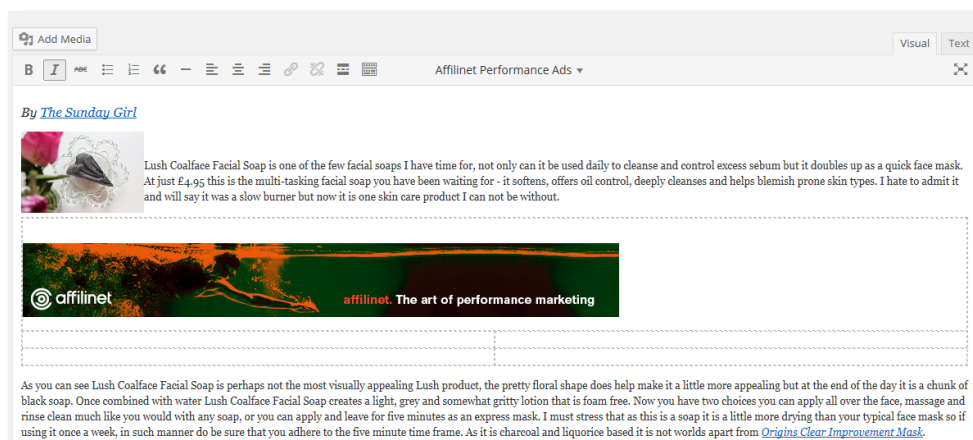 Add Media
Visual Text
B I ABC Affilinet Performance Ads
By The Sunday Girl
Lush Coalface Facial Soap is one of the few facial soaps I have time for, not only can it be used daily to cleanse and control excess sebum but it doubles up as a quick face mask.
At just £4.95 this is the multi-tasking facial soap you have been waiting for - it softens, offers oil control, deeply cleanses and helps blemish prone skin types. I hate to admit it
and will say it was a slow burner but now it is one skin care product I can not be without.
affilinet
affilinet. The art of performance marketing
As you can see Lush Coalface Facial Soap is perhaps not the most visually appealing Lush product, the pretty floral shape does help make it a little more appealing but at the end of the day it is a chunk of
black soap. Once combined with water Lush Coalface Facial Soap creates a light, grey and somewhat gritty lotion that is foam free. Now you have two choices you can apply all over the face, massage and
rinse clean much like you would with any soap, or you can apply and leave for five minutes as an express mask. I must stress that as this is a soap it is a little more drying than your typical face mask so if
using it once a week, in such manner do be sure that you adhere to the five minute time frame. As it is charcoal and liquorice based it is not worlds apart from Origins Clear Improvement Mask.